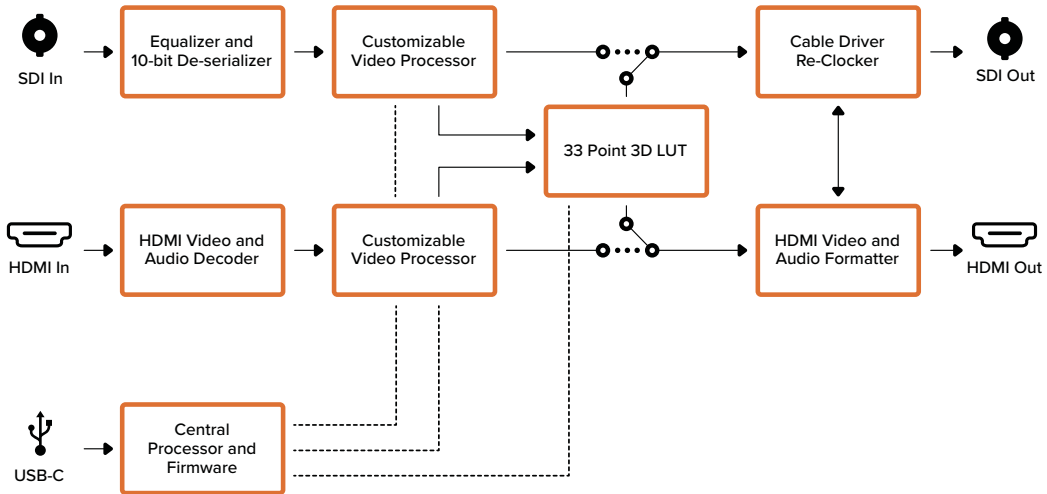 SDI In
Equalizer and
10-bit De-serializer
Customizable
Video Processor
Cable Driver
Re-Clocker
SDI Out
33 Point 3D LUT
HDMI In
HDMI Video and
Audio Decoder
Customizable
Video Processor
HDMI Video and
Audio Formatter
HDMI Out
USB-C
Central
Processor and
Firmware